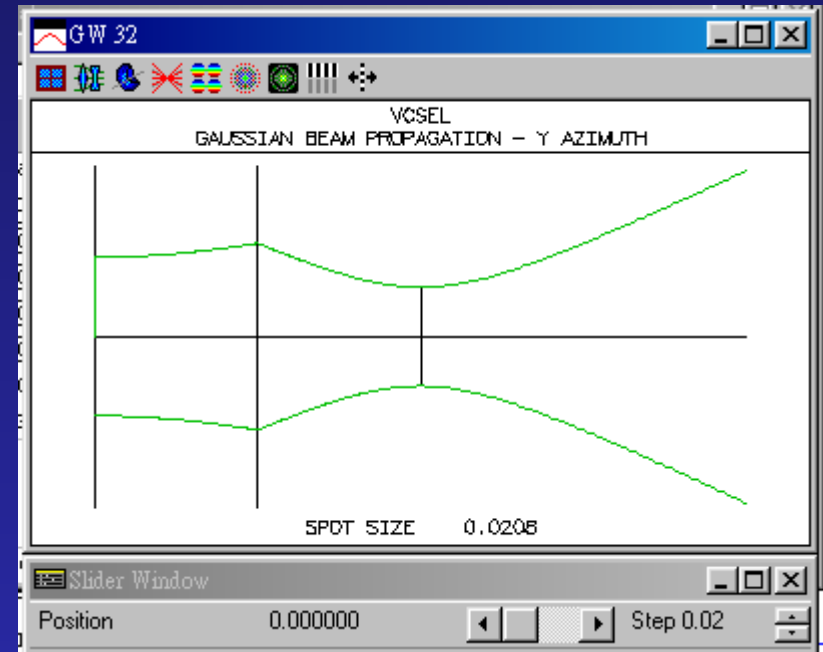 GW 32
VCSEL
GAUSSIAN BEAM PROPAGATION – Y AZIMUTH
SPOT SIZE 0.0208
Slider Window
Position 0.000000 Step 0.02